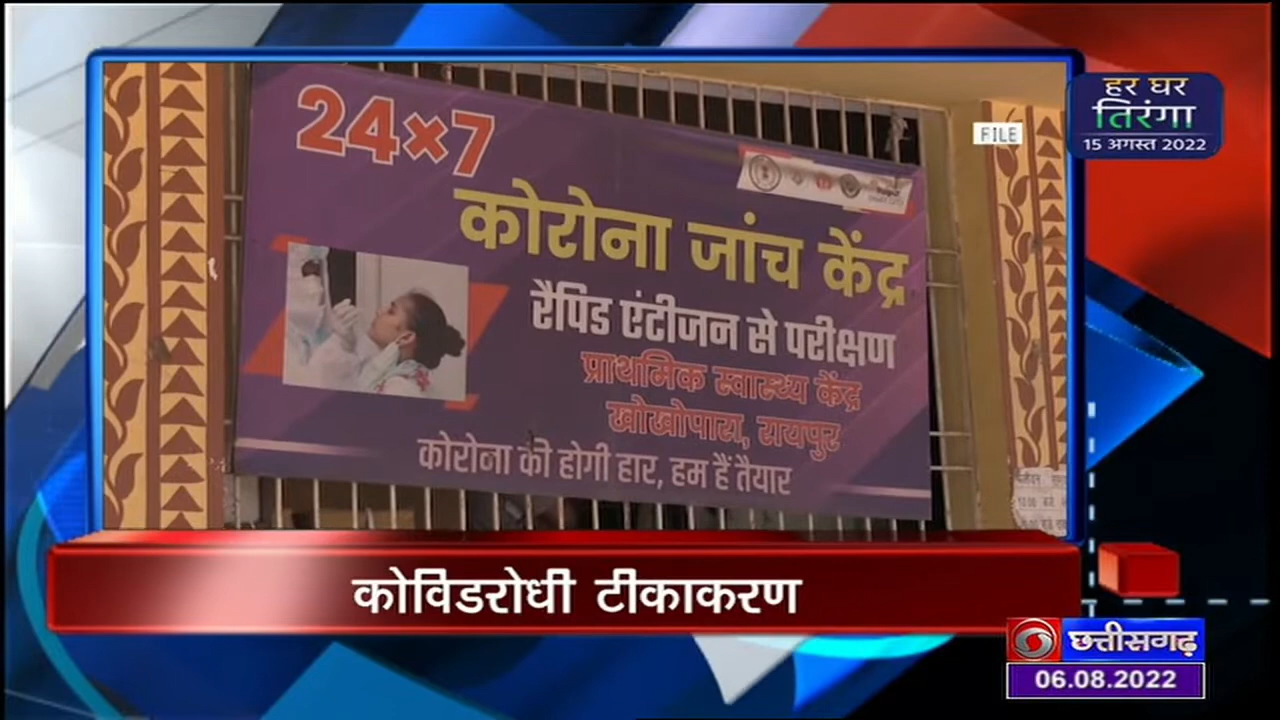 24×7
कोरोना जांच केंद्र
रैपिड एंटीजन से परीक्षण
प्राथमिक स्वास्थ्य केंद्र
खोखोपारा, रायपुर
कोरोना की होगी हार, हम हैं तैयार
FILE
हर घर
तिरंगा
15 अगस्त 2022
कोविडरोधी टीकाकरण
छत्तीसगढ़
06.08.2022